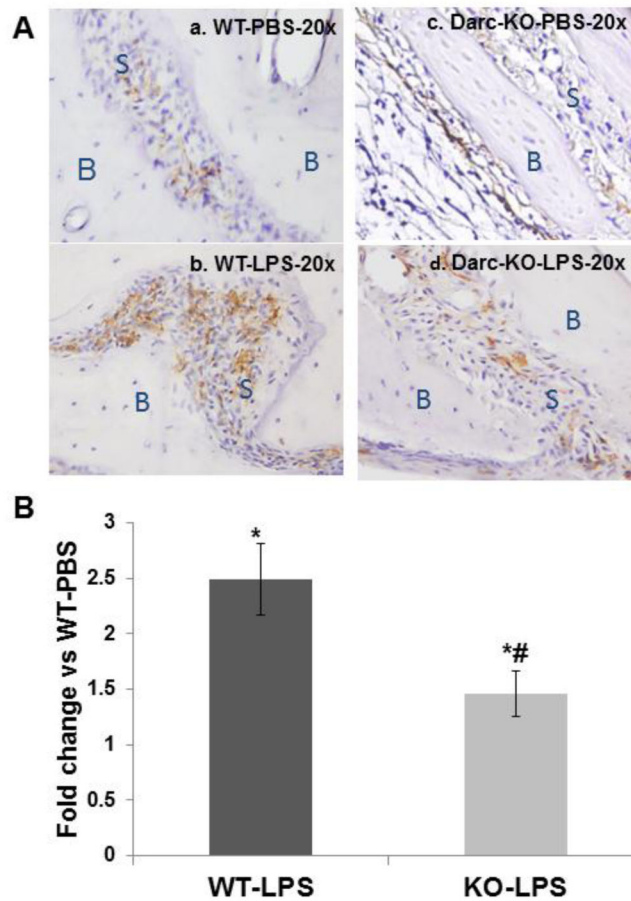 A
a. WT-PBS-20x
S
B
B
c. Darc-KO-PBS-20x
S
B
b. WT-LPS-20x
B
S
d. Darc-KO-LPS-20x
B
B
S
B
Fold change vs WT-PBS
3
2.5
2
1.5
1
0.5
0
*
*#
WT-LPS
KO-LPS